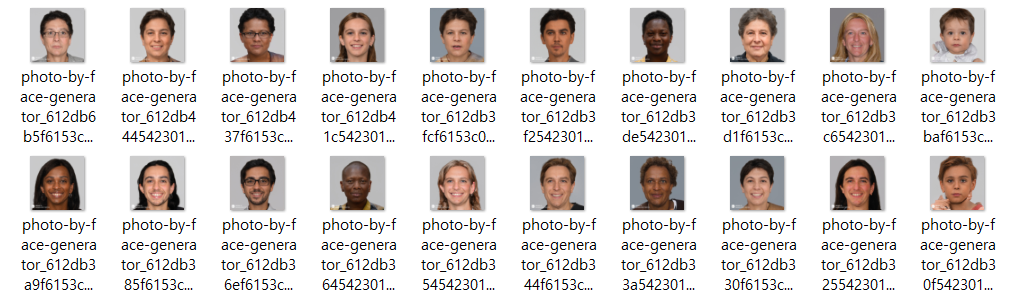 photo-by-f photo-by-f photo-by-f photo-by-f photo-by-f photo-by-f photo-by-f photo-by-f photo-by-f photo-by-f
ace-genera ace-genera ace-genera ace-genera ace-genera ace-genera ace-genera ace-genera ace-genera ace-genera
tor_612db6 tor_612db4 tor_612db4 tor_612db4 tor_612db3 tor_612db3 tor_612db3 tor_612db3 tor_612db3 tor_612db3
b5f6153c... 44542301... 37f6153c... 1c542301... fcf6153c0... f2542301... de542301... d1f6153c... c6542301... baf6153c...
photo-by-f photo-by-f photo-by-f photo-by-f photo-by-f photo-by-f photo-by-f photo-by-f photo-by-f photo-by-f
ace-genera ace-genera ace-genera ace-genera ace-genera ace-genera ace-genera ace-genera ace-genera ace-genera
tor_612db3 tor_612db3 tor_612db3 tor_612db3 tor_612db3 tor_612db3 tor_612db3 tor_612db3 tor_612db3 tor_612db3
a9f6153c... 85f6153c... 6ef6153c... 64542301... 54542301... 44f6153c... 3a542301... 30f6153c... 25542301... 0f542301...